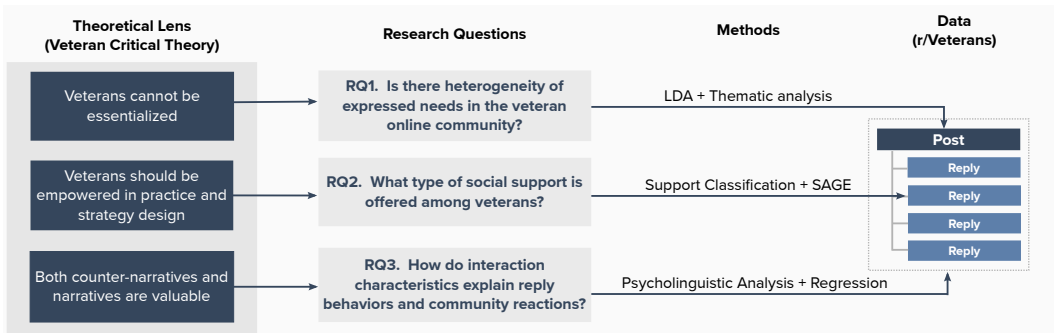 Theoretical Lens
(Veteran Critical Theory)
Research Questions
Methods
Data
(r/Veterans)
Veterans cannot be
essentialized
RQ1. Is there heterogeneity of
expressed needs in the veteran
online community?
LDA + Thematic analysis
Post
Reply
Reply
Reply
Reply
Veterans should be
empowered in practice and
strategy design
RQ2. What type of social support is
offered among veterans?
Support Classification + SAGE
Both counter-narratives and
narratives are valuable
RQ3. How do interaction
characteristics explain reply
behaviors and community reactions?
Psycholinguistic Analysis + Regression